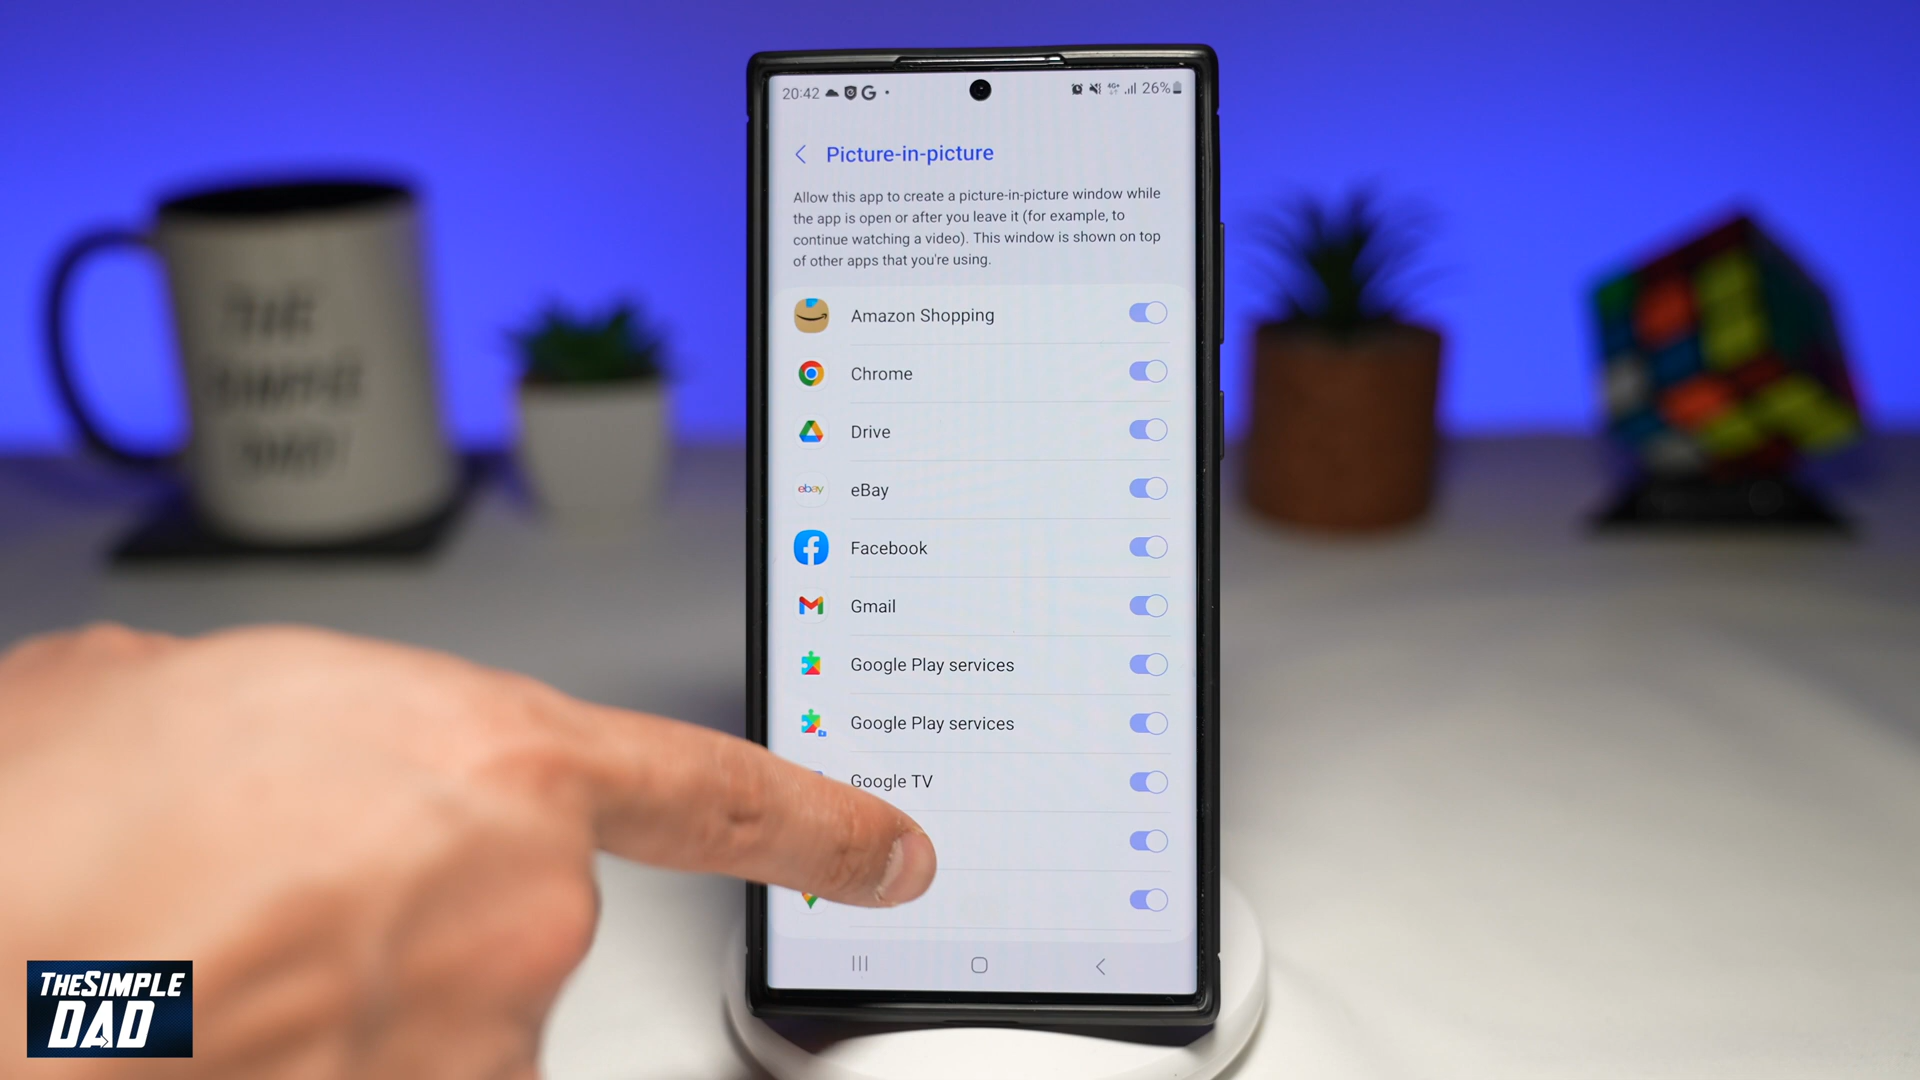 20:42
26%
Picture-in-picture
Allow this app to create a picture-in-picture window while
the app is open or after you leave it (for example, to
continue watching a video). This window is shown on top
of other apps that you're using.
Amazon Shopping
Chrome
Drive
ebay
eBay
Facebook
Gmail
Google Play services
Google Play services
Google TV
THE
SIMPLE
DAD
THESIMPLE
DAD